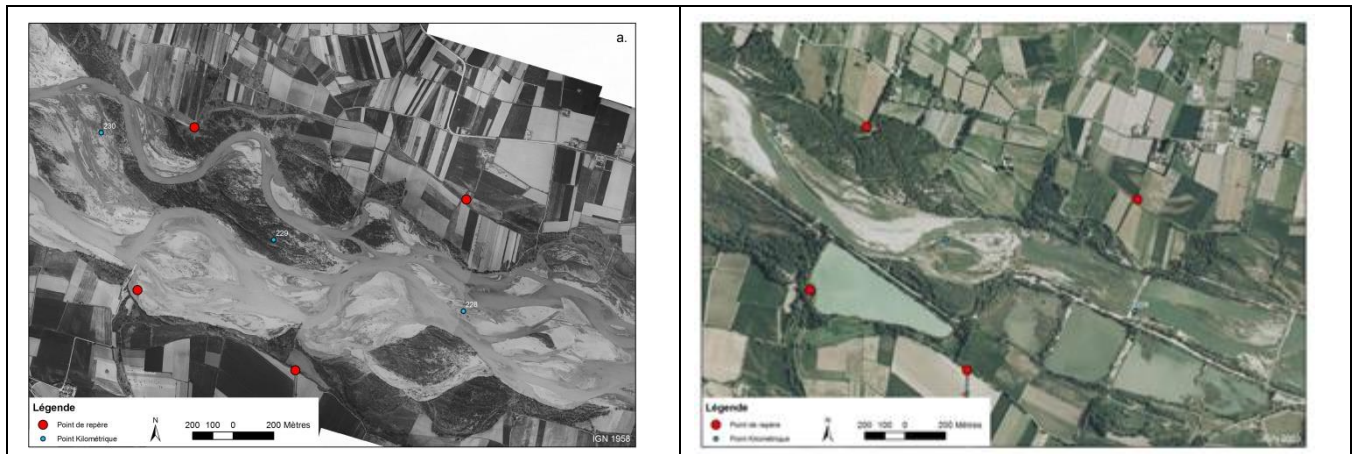 a.
230
229
228
Légende
Point de repère
Point Kilométrique
N
200 100 0 200 Mètres
IGN 1958
Légende
Point de repère
Point Kilométrique
N
200 100 0 200 Mètres